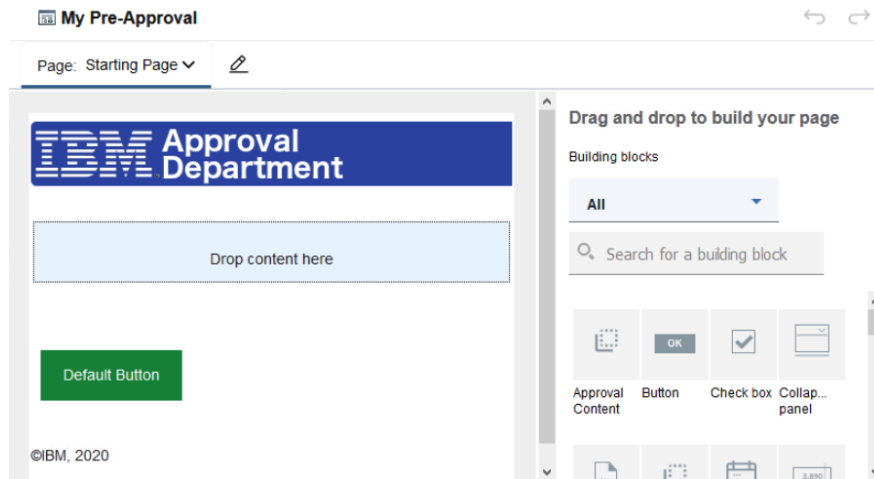 My Pre-Approval
Page: Starting Page
IBM Approval
Department
Drop content here
Default Button
©IBM, 2020
Drag and drop to build your page
Building blocks
All
Search for a building block
OK
Approval
Content
Button
Check box
Collap...
panel
3,890